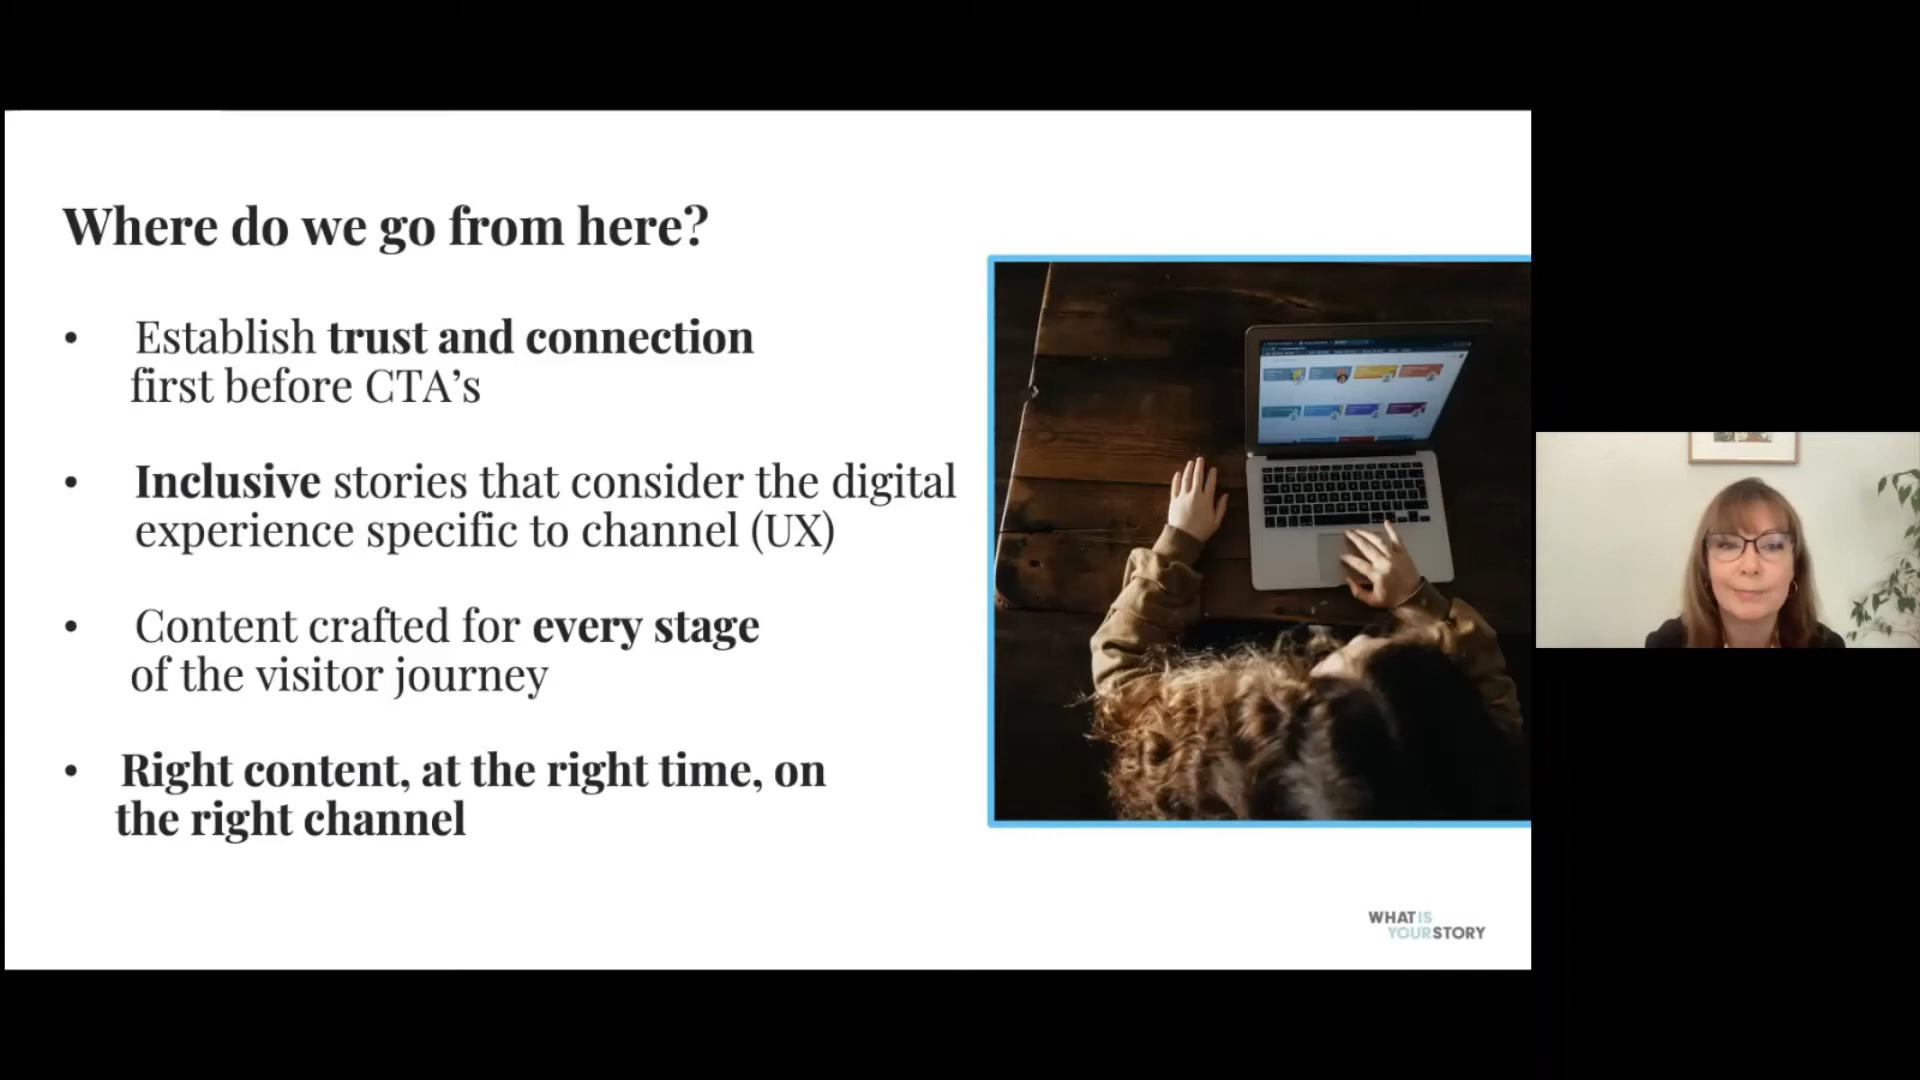 Where do we go from here?
• Establish trust and connection
first before CTA’s
• Inclusive stories that consider the digital
experience specific to channel (UX)
• Content crafted for every stage
of the visitor journey
• Right content, at the right time, on
the right channel
WHAT IS
YOUR STORY